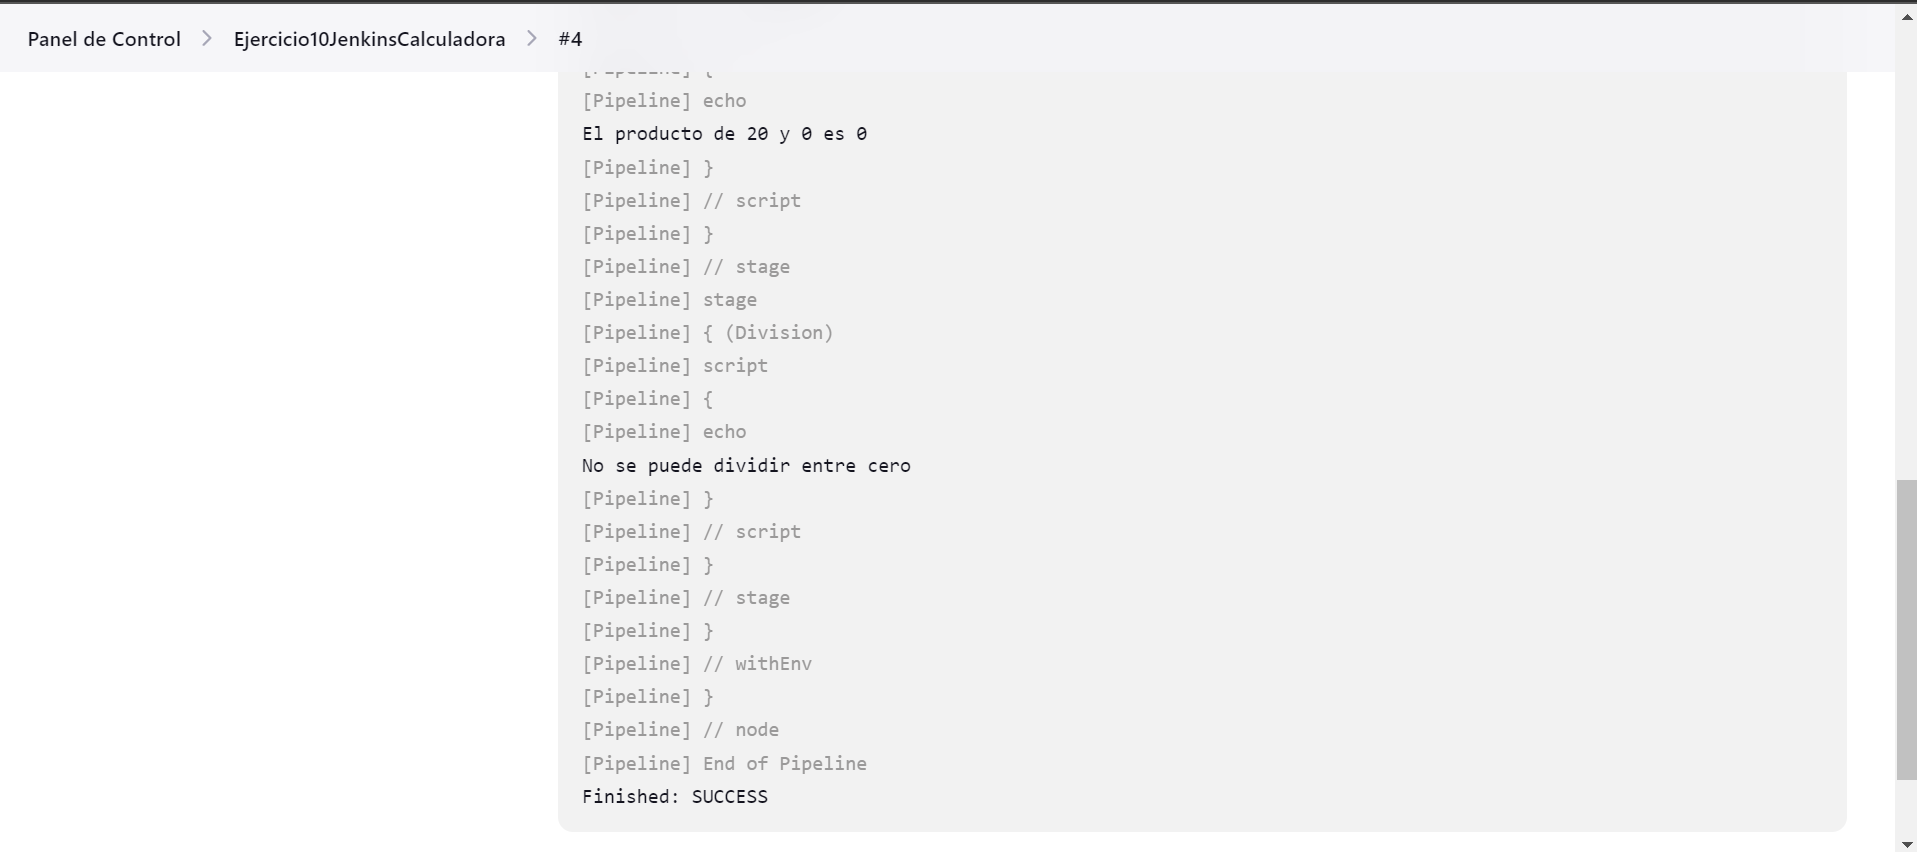 Panel de Control > Ejercicio10JenkinsCalculadora > #4
[Pipeline] {
[Pipeline] echo
El producto de 20 y 0 es 0
[Pipeline] }
[Pipeline] // script
[Pipeline] }
[Pipeline] // stage
[Pipeline] stage
[Pipeline] { (Division)
[Pipeline] script
[Pipeline] {
[Pipeline] echo
No se puede dividir entre cero
[Pipeline] }
[Pipeline] // script
[Pipeline] }
[Pipeline] // stage
[Pipeline] }
[Pipeline] // withEnv
[Pipeline] }
[Pipeline] // node
[Pipeline] End of Pipeline
Finished: SUCCESS